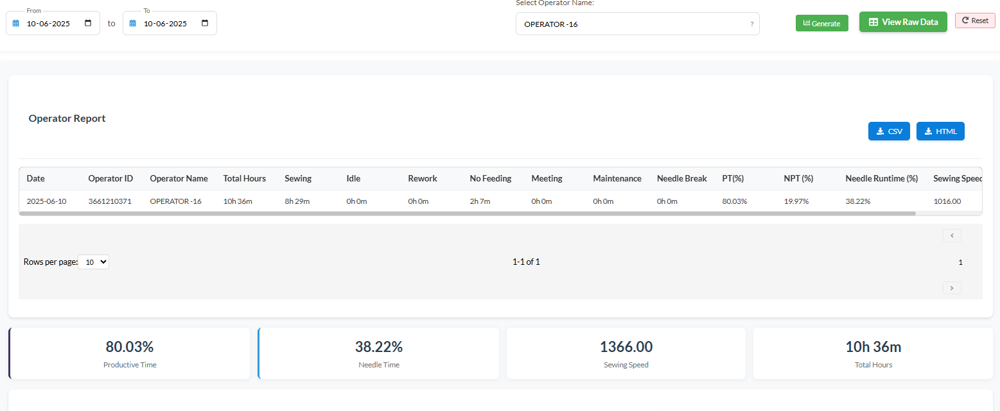 Select Operator Name:
From
To
10-06-2025
to
10-06-2025
OPERATOR -16
?
Generate
View Raw Data
Reset
Operator Report
CSV
HTML
Date Operator ID Operator Name Total Hours Sewing Idle Rework No Feeding Meeting Maintenance Needle Break PT(%) NPT (%) Needle Runtime (%) Sewing Speed
2025-06-10 3661210371 OPERATOR -16 10h 36m 8h 29m 0h 0m 0h 0m 2h 7m 0h 0m 0h 0m 0h 0m 80.03% 19.97% 38.22% 1016.00
Rows per page: 10
1-1 of 1
1
80.03%
Productive Time
38.22%
Needle Time
1366.00
Sewing Speed
10h 36m
Total Hours